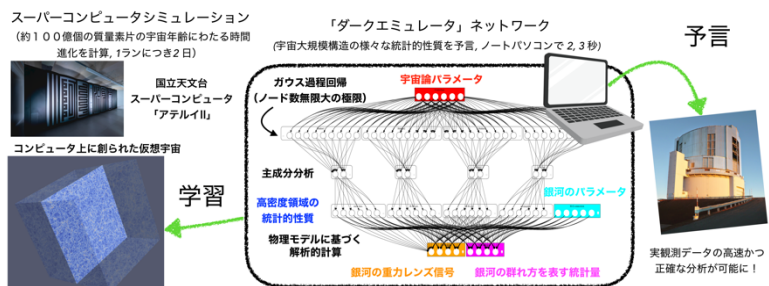 スーパーコンピュータシミュレーション
(約100億個の質量素片の宇宙年齢にわたる時間
進化を計算, 1ランにつき2日)
国立天文台
スーパーコンピュータ
「アテルイII」
コンピュータ上に創られた仮想宇宙
学習
「ダークエミュレータ」ネットワーク
(宇宙大規模構造の様々な統計的性質を予言, ノートパソコンで2, 3秒)
ガウス過程回帰
(ノード数無限大の極限)
宇宙論パラメータ
主成分分析
高密度領域の
統計的性質
銀河のパラメータ
物理モデルに基づく
解析的計算
銀河の重力レンズ信号
銀河の群れ方を表す統計量
予言
実観測データの高速かつ
正確な分析が可能に!